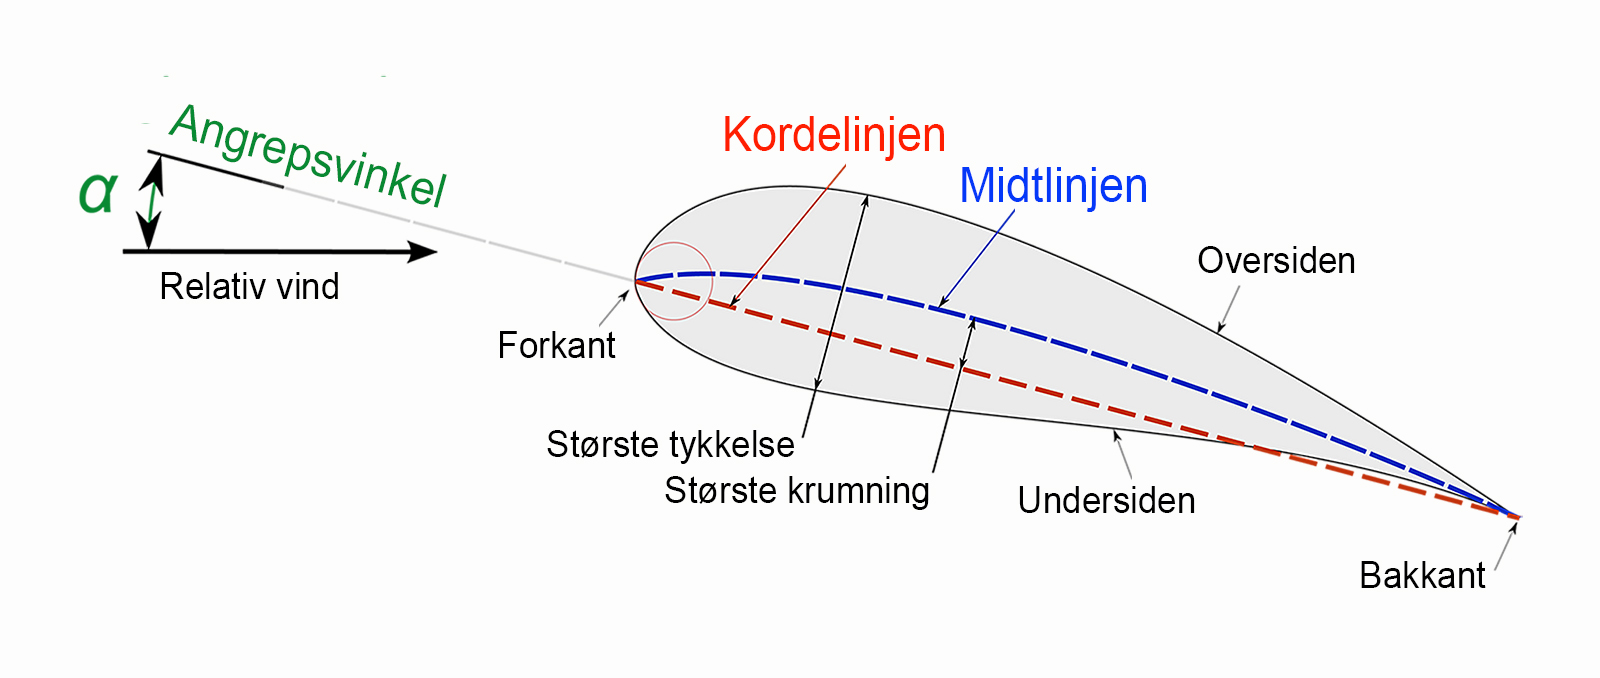 Angrepsvinkel
α
Relativ vind
Kordelinjen
Midtlinjen
Oversiden
Forkant
Største tykkelse
Største krumning
Undersiden
Bakkant